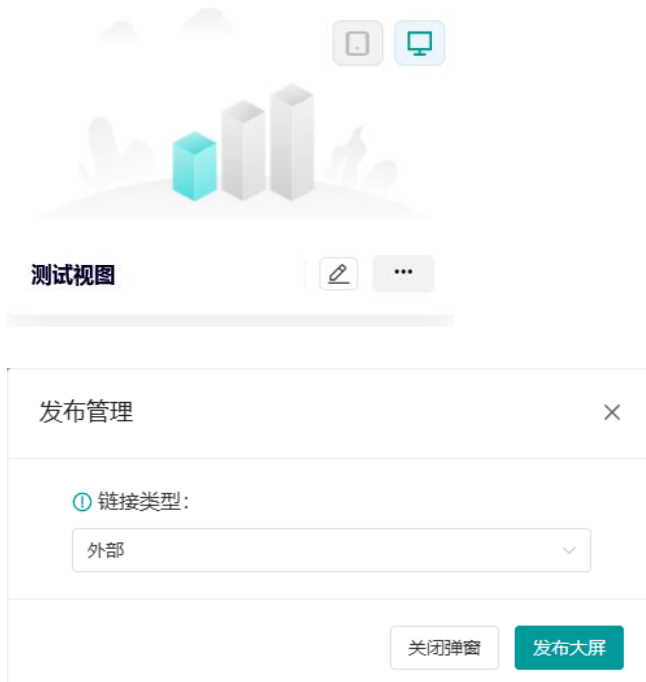 测试视图
发布管理
链接类型：
外部
关闭弹窗
发布大屏